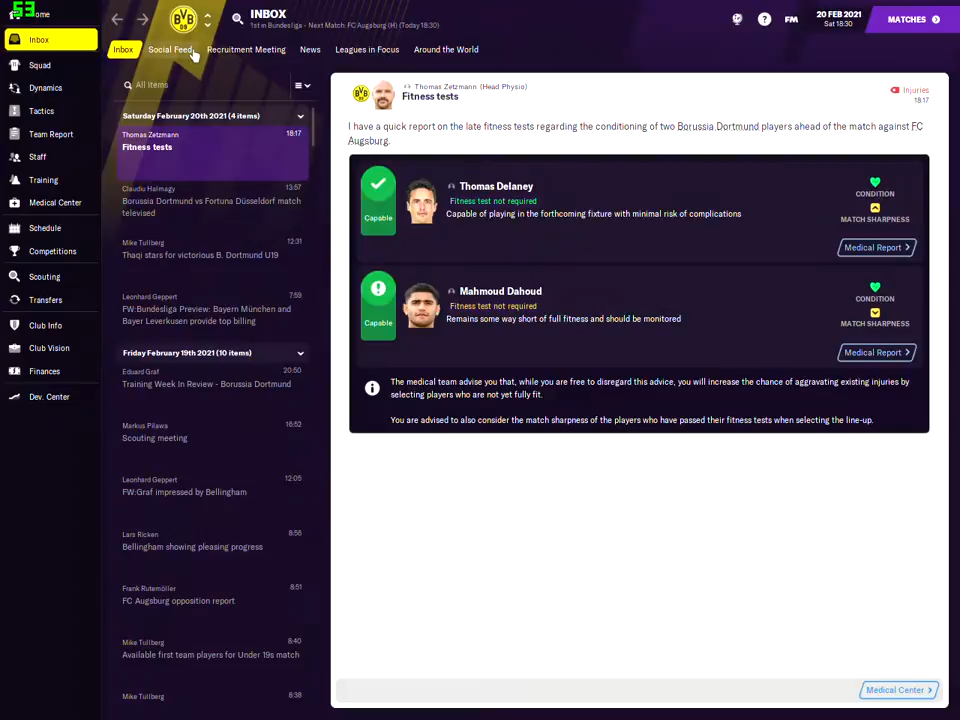 53
ome
Inbox
Squad
Dynamics
Tactics
Team Report
Staff
Training
Medical Center
Schedule
Competitions
Scouting
Transfers
Club Info
Club Vision
Finances
Dev. Center
BVB
09
INBOX
1st in Bundesliga - Next Match: FC Augsburg (H) (Today 18:30)
?
FM
20 FEB 2021
Sat 18:30
MATCHES
Inbox
Social Feed
Recruitment Meeting
News
Leagues in Focus
Around the World
All Items
Saturday February 20th 2021 (4 items)
Thomas Zetzmann 18:17
Fitness tests
Claudiu Halmagy 13:57
Borussia Dortmund vs Fortuna Düsseldorf match
televised
Mike Tullberg 12:31
Thaqi stars for victorious B. Dortmund U19
Leonhard Geppert 7:59
FW:Bundesliga Preview: Bayern München and
Bayer Leverkusen provide top billing
Friday February 19th 2021 (10 items)
Eduard Graf 20:50
Training Week In Review - Borussia Dortmund
Markus Pilawa 16:52
Scouting meeting
Leonhard Geppert 12:05
FW:Graf impressed by Bellingham
Lars Ricken 8:56
Bellingham showing pleasing progress
Frank Rutemöller 8:51
FC Augsburg opposition report
Mike Tullberg 8:40
Available first team players for Under 19s match
Mike Tullberg 8:38
BVB
Thomas Zetzmann (Head Physio)
Fitness tests
Injuries
18:17
I have a quick report on the late fitness tests regarding the conditioning of two Borussia Dortmund players ahead of the match against FC
Augsburg.
Capable
Thomas Delaney
Fitness test not required
Capable of playing in the forthcoming fixture with minimal risk of complications
CONDITION
MATCH SHARPNESS
Medical Report
Capable
Mahmoud Dahoud
Fitness test not required
Remains some way short of full fitness and should be monitored
CONDITION
MATCH SHARPNESS
Medical Report
The medical team advise you that, while you are free to disregard this advice, you will increase the chance of aggravating existing injuries by
selecting players who are not yet fully fit.
You are advised to also consider the match sharpness of the players who have passed their fitness tests when selecting the line-up.
Medical Center